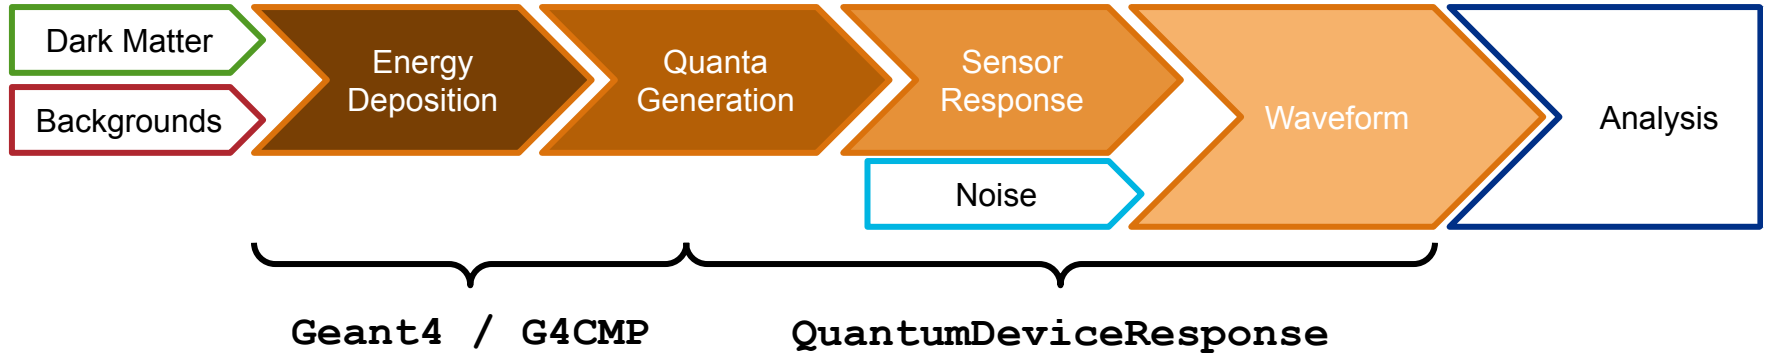 Dark Matter
Backgrounds
Energy
Deposition
Quanta
Generation
Sensor
Response
Noise
Waveform
Analysis
Geant4 / G4CMP
QuantumDeviceResponse